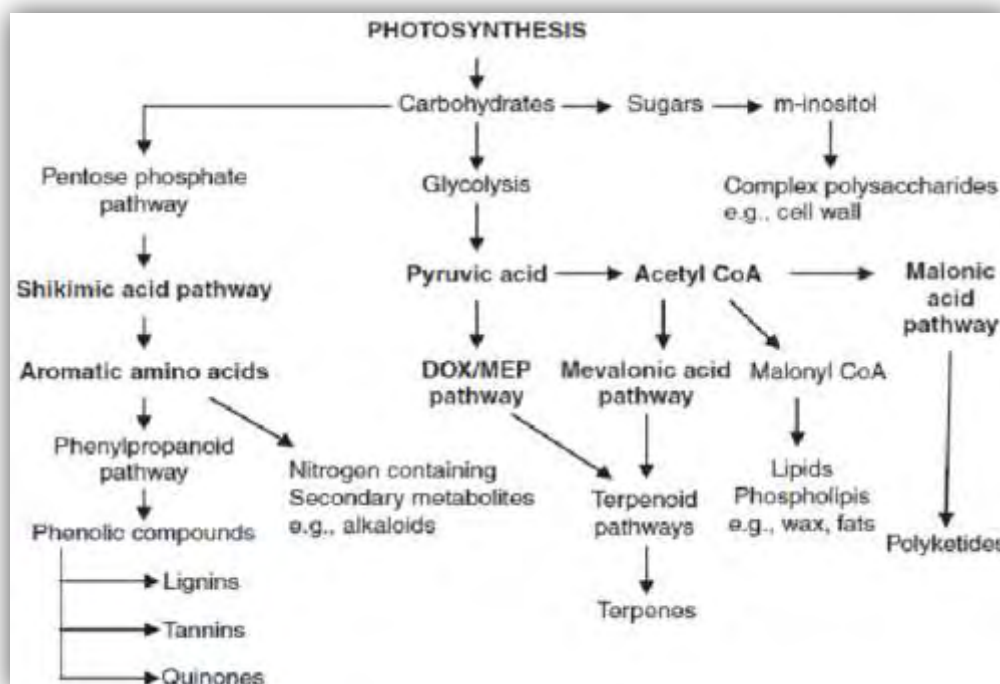 PHOTOSYNTHESIS
Carbohydrates
Sugars
m-inositol
Pentose phosphate
pathway
Glycolysis
Complex polysaccharides
e.g., cell wall
Shikimic acid pathway
Pyruvic acid
Acetyl CoA
Malonic
acid
pathway
Aromatic amino acids
DOX/MEP
pathway
Mevalonic acid
pathway
Malonyl CoA
Phenylpropanoid
pathway
Nitrogen containing
Secondary metabolites
e.g., alkaloids
Terpenoid
pathways
Lipids
Phospholipis
e.g., wax, fats
Phenolic compounds
Polyketides
Lignins
Terpenes
Tannins
Quinones